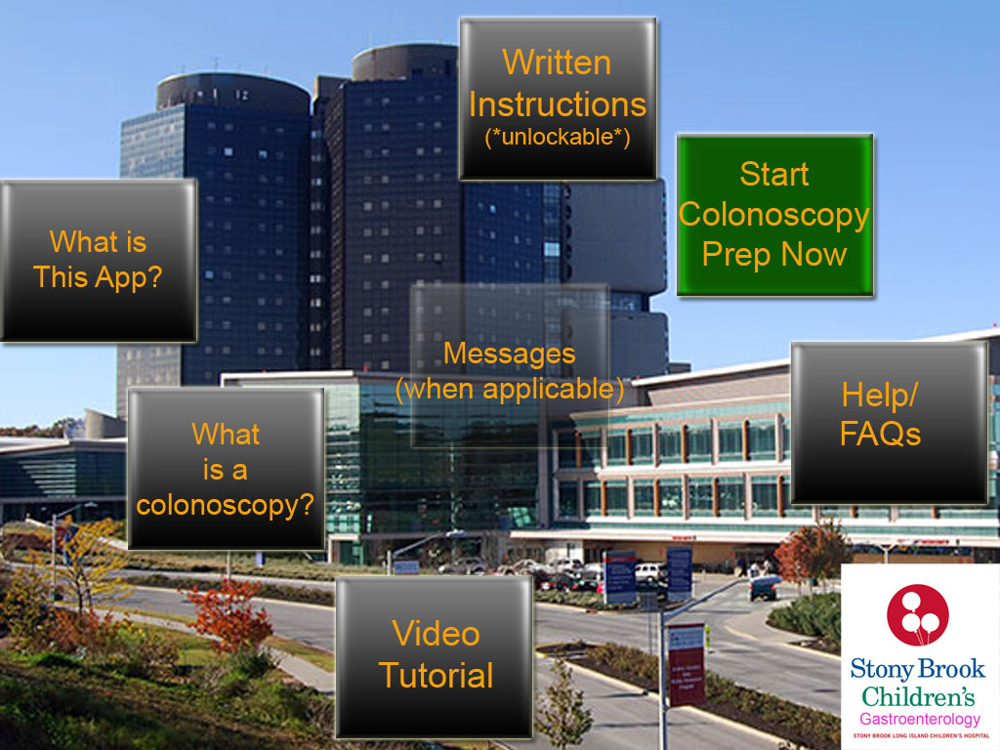 Written
Instructions
(*unlockable*)
Start
Colonoscopy
Prep Now
What is
This App?
Messages
(when applicable)
Help/
FAQs
What
is a
colonoscopy?
Video
Tutorial
Stony Brook
Children's
Gastroenterology
STONY BROOK LONG ISLAND CHILDREN'S HOSPITAL